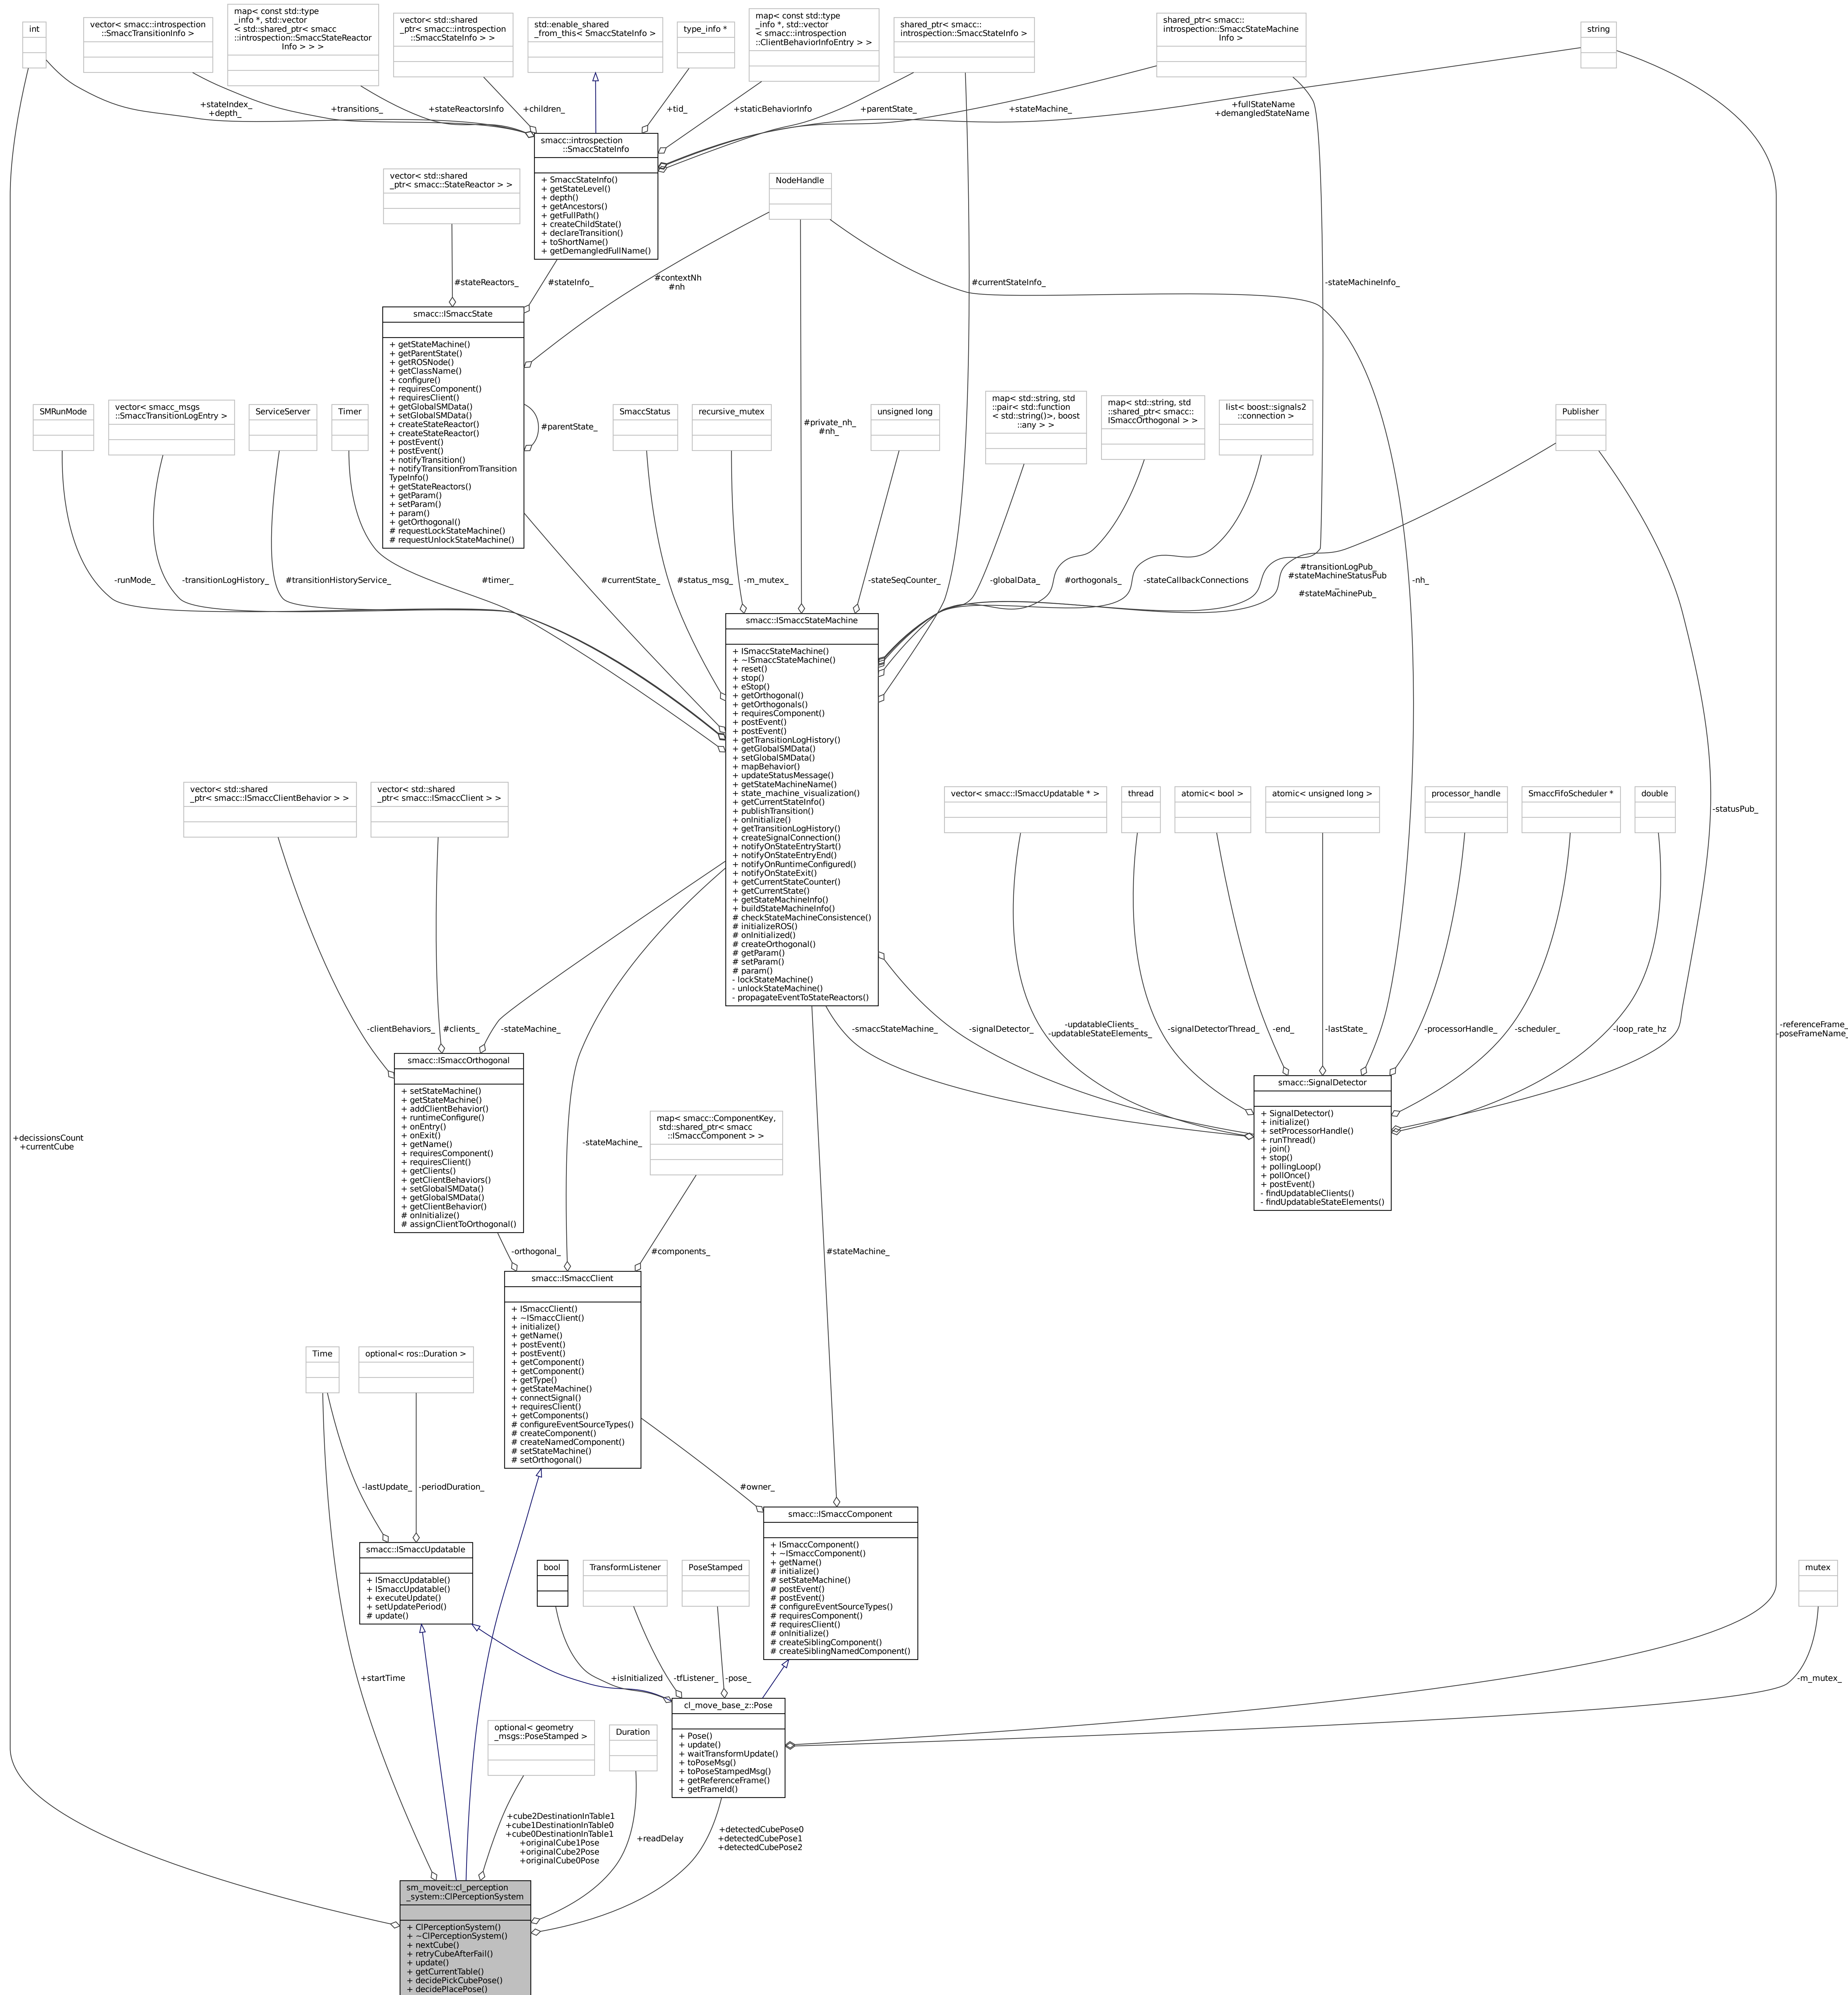 int
vector< smacc::introspection
::SmaccTransitionInfo >
map< const std::type
_info *, std::vector
< std::shared_ptr< smacc
::introspection::SmaccStateReactor
Info > > >
vector< std::shared
_ptr< smacc::introspection
::SmaccStateInfo > >
std::enable_shared
_from_this< SmaccStateInfo >
type_info *
map< const std::type
_info *, std::vector
< smacc::introspection
::ClientBehaviorInfoEntry > >
shared_ptr< smacc::
introspection::SmaccStateInfo >
shared_ptr< smacc::
introspection::SmaccStateMachine
Info >
string
+stateIndex_
+depth_
+transitions_
+stateReactorsInfo
+children_
+tid_
+staticBehaviorInfo
+parentState_
+stateMachine_
+fullStateName
+demangledStateName
smacc::introspection
::SmaccStateInfo
+ SmaccStateInfo()
+ getStateLevel()
+ depth()
+ getAncestors()
+ getFullPath()
+ createChildState()
+ declareTransition()
+ toShortName()
+ getDemangledFullName()
vector< std::shared
_ptr< smacc::StateReactor > >
NodeHandle
#stateReactors_
#stateInfo_
#contextNh
#nh
#currentStateInfo_
-stateMachineInfo_
smacc::ISmaccState
+ getStateMachine()
+ getParentState()
+ getROSNode()
+ getClassName()
+ configure()
+ requiresComponent()
+ requiresClient()
+ getGlobalSMData()
+ setGlobalSMData()
+ createStateReactor()
+ createStateReactor()
+ postEvent()
+ postEvent()
+ notifyTransition()
+ notifyTransitionFromTransition
TypeInfo()
+ getStateReactors()
+ getParam()
+ setParam()
+ param()
+ getOrthogonal()
# requestLockStateMachine()
# requestUnlockStateMachine()
#parentState_
SMRunMode
vector< smacc_msgs
::SmaccTransitionLogEntry >
ServiceServer
Timer
SmaccStatus
recursive_mutex
#private_nh_
#nh_
unsigned long
map< std::string, std
::pair< std::function
< std::string()>, boost
::any > >
map< std::string, std
::shared_ptr< smacc::
ISmaccOrthogonal > >
list< boost::signals2
::connection >
Publisher
-runMode_
-transitionLogHistory_
#transitionHistoryService_
#timer_
#currentState_
#status_msg_
-m_mutex_
-stateSeqCounter_
-globalData_
#orthogonals_
-stateCallbackConnections
#transitionLogPub_
#stateMachineStatusPub
_
#stateMachinePub_
-nh_
smacc::ISmaccStateMachine
+ ISmaccStateMachine()
+ ~ISmaccStateMachine()
+ reset()
+ stop()
+ eStop()
+ getOrthogonal()
+ getOrthogonals()
+ requiresComponent()
+ postEvent()
+ postEvent()
+ getTransitionLogHistory()
+ getGlobalSMData()
+ setGlobalSMData()
+ mapBehavior()
+ updateStatusMessage()
+ getStateMachineName()
+ state_machine_visualization()
+ getCurrentStateInfo()
+ publishTransition()
+ onInitialize()
+ getTransitionLogHistory()
+ createSignalConnection()
+ notifyOnStateEntryStart()
+ notifyOnStateEntryEnd()
+ notifyOnRuntimeConfigured()
+ notifyOnStateExit()
+ getCurrentStateCounter()
+ getCurrentState()
+ getStateMachineInfo()
+ buildStateMachineInfo()
# checkStateMachineConsistence()
# initializeROS()
# onInitialized()
# createOrthogonal()
# getParam()
# setParam()
# param()
- lockStateMachine()
- unlockStateMachine()
- propagateEventToStateReactors()
vector< std::shared
_ptr< smacc::ISmaccClientBehavior > >
vector< std::shared
_ptr< smacc::ISmaccClient > >
vector< smacc::ISmaccUpdatable * >
thread
atomic< bool >
atomic< unsigned long >
processor_handle
SmaccFifoScheduler *
double
-statusPub_
-clientBehaviors_
#clients_
-stateMachine_
-smaccStateMachine_
-signalDetector_
-updatableClients_
-updatableStateElements_
-signalDetectorThread_
-end_
-lastState_
-processorHandle_
-scheduler_
-loop_rate_hz
-referenceFrame_
-poseFrameName_
smacc::ISmaccOrthogonal
+ setStateMachine()
+ getStateMachine()
+ addClientBehavior()
+ runtimeConfigure()
+ onEntry()
+ onExit()
+ getName()
+ requiresComponent()
+ requiresClient()
+ getClients()
+ getClientBehaviors()
+ setGlobalSMData()
+ getGlobalSMData()
+ getClientBehavior()
# onInitialize()
# assignClientToOrthogonal()
smacc::SignalDetector
+ SignalDetector()
+ initialize()
+ setProcessorHandle()
+ runThread()
+ join()
+ stop()
+ pollingLoop()
+ pollOnce()
+ postEvent()
- findUpdatableClients()
- findUpdatableStateElements()
+decissionsCount
+currentCube
-stateMachine_
map< smacc::ComponentKey,
std::shared_ptr< smacc
::ISmaccComponent > >
-orthogonal_
#components_
#stateMachine_
smacc::ISmaccClient
+ ISmaccClient()
+ ~ISmaccClient()
+ initialize()
+ getName()
+ postEvent()
+ postEvent()
+ getComponent()
+ getComponent()
+ getType()
+ getStateMachine()
+ connectSignal()
+ requiresClient()
+ getComponents()
# configureEventSourceTypes()
# createComponent()
# createNamedComponent()
# setStateMachine()
# setOrthogonal()
Time
optional< ros::Duration >
-lastUpdate_
-periodDuration_
#owner_
smacc::ISmaccComponent
+ ISmaccComponent()
+ ~ISmaccComponent()
+ getName()
# initialize()
# setStateMachine()
# postEvent()
# postEvent()
# configureEventSourceTypes()
# requiresComponent()
# requiresClient()
# onInitialize()
# createSiblingComponent()
# createSiblingNamedComponent()
smacc::ISmaccUpdatable
+ ISmaccUpdatable()
+ ISmaccUpdatable()
+ executeUpdate()
+ setUpdatePeriod()
# update()
bool
TransformListener
PoseStamped
mutex
+startTime
+isInitialized
-tfListener_
-pose_
-m_mutex_
cl_move_base_z::Pose
+ Pose()
+ update()
+ waitTransformUpdate()
+ toPoseMsg()
+ toPoseStampedMsg()
+ getReferenceFrame()
+ getFrameId()
optional< geometry
_msgs::PoseStamped >
Duration
+cube2DestinationInTable1
+cube1DestinationInTable0
+cube0DestinationInTable1
+originalCube1Pose
+originalCube2Pose
+originalCube0Pose
+readDelay
+detectedCubePose0
+detectedCubePose1
+detectedCubePose2
sm_moveit::cl_perception
_system::ClPerceptionSystem
+ ClPerceptionSystem()
+ ~ClPerceptionSystem()
+ nextCube()
+ retryCubeAfterFail()
+ update()
+ getCurrentTable()
+ decidePickCubePose()
+ decidePlacePose()